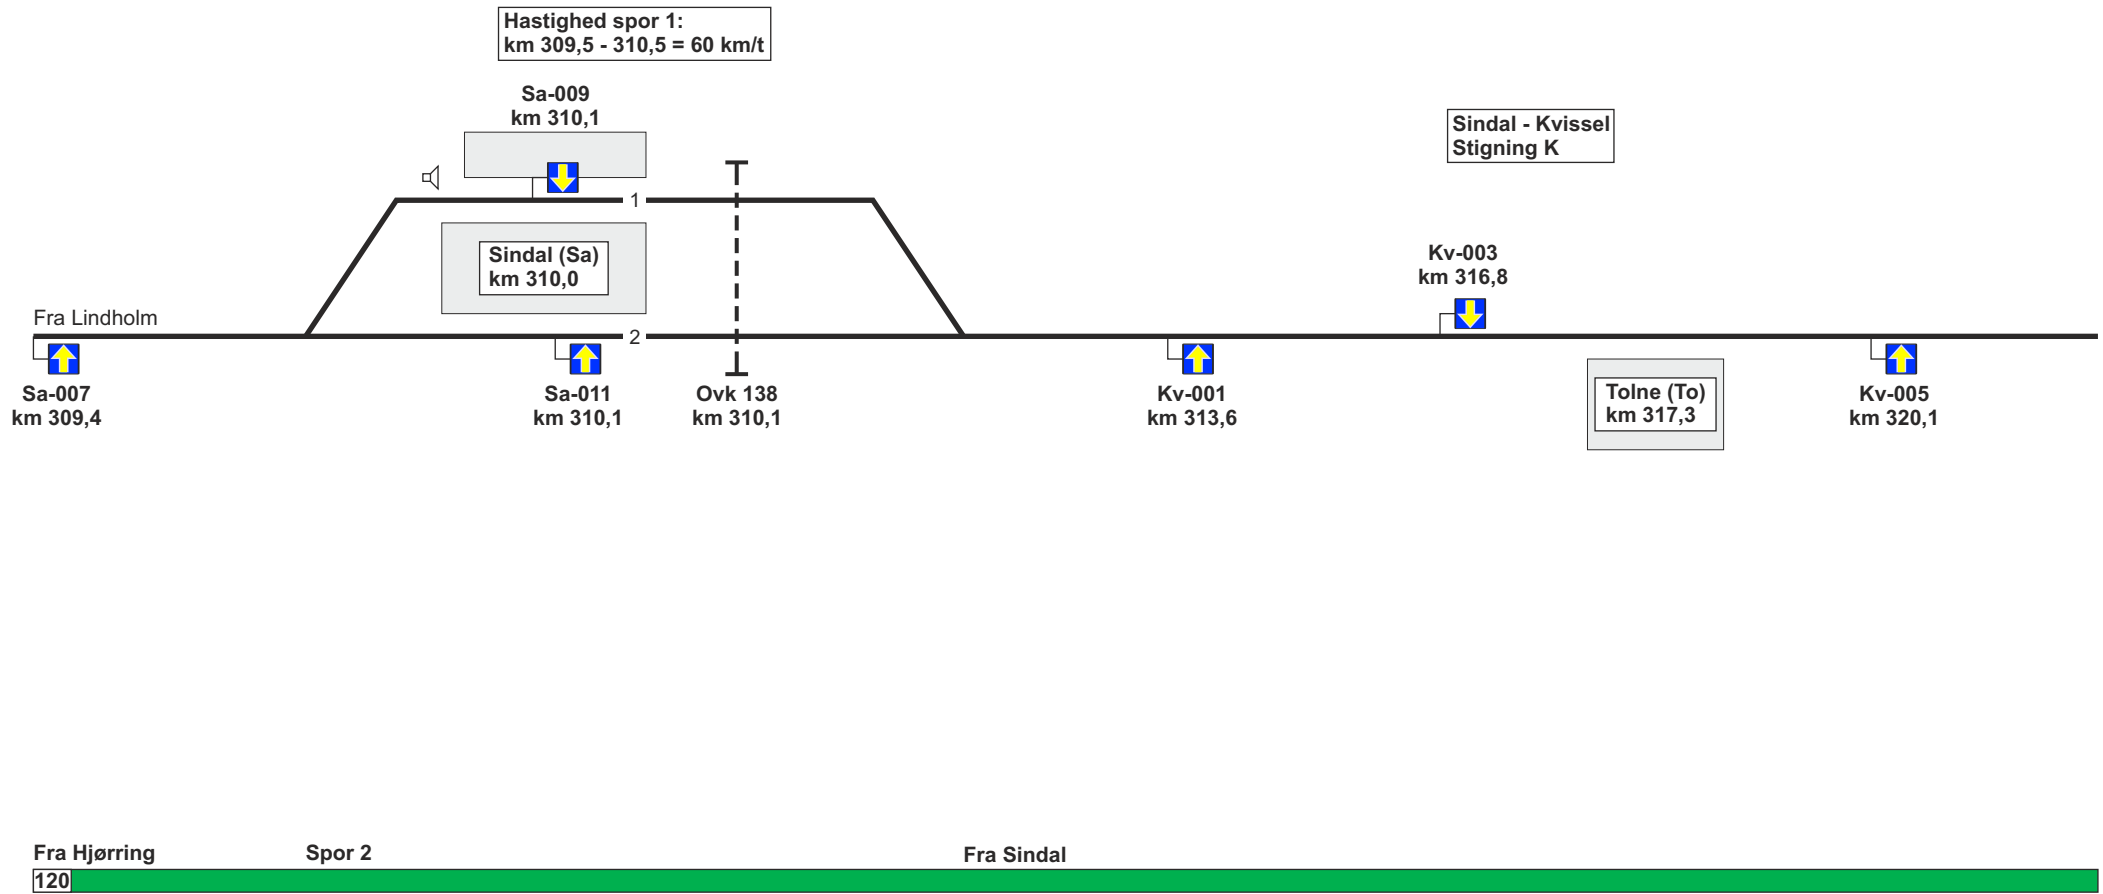 Hastighed spor 1:
km 309,5 - 310,5 = 60 km/t
Sa-009
km 310,1
Sindal - Kvissel
Stigning K
1
Sindal (Sa)
km 310,0
Kv-003
km 316,8
Fra Lindholm
2
Sa-007
km 309,4
Sa-011
km 310,1
Ovk 138
km 310,1
Kv-001
km 313,6
Tolne (To)
km 317,3
Kv-005
km 320,1
Fra Hjørring
Spor 2
Fra Sindal
120